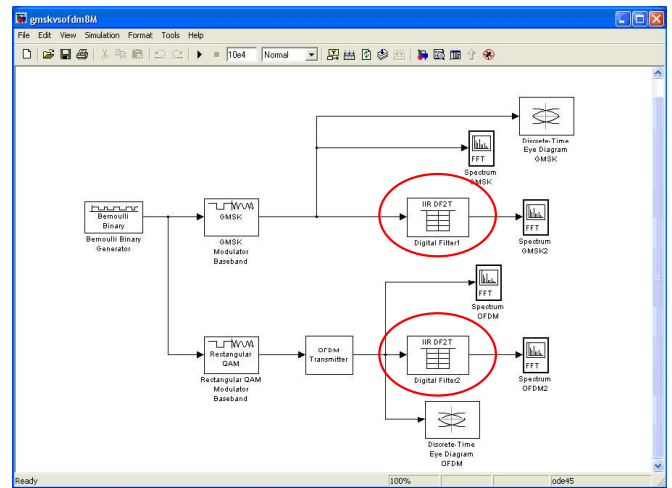 gmskvsofdm8M
File Edit View Simulation Format Tools Help
10e4 Normal
Discrete-Time
Eye Diagram
GMSK
FFT
Spectrum
GMSK
Bernoulli
Binary
Bernoulli Binary
Generator
GMSK
GMSK
Modulator
Baseband
IIR DF2T
Digital Filter1
FFT
Spectrum
GMSK2
FFT
Spectrum
OFDM
Rectangular
QAM
Rectangular QAM
Modulator
Baseband
OFDM
Transmitter
IIR DF2T
Digital Filter2
FFT
Spectrum
OFDM2
Discrete-Time
Eye Diagram
OFDM
Ready 100% ode45